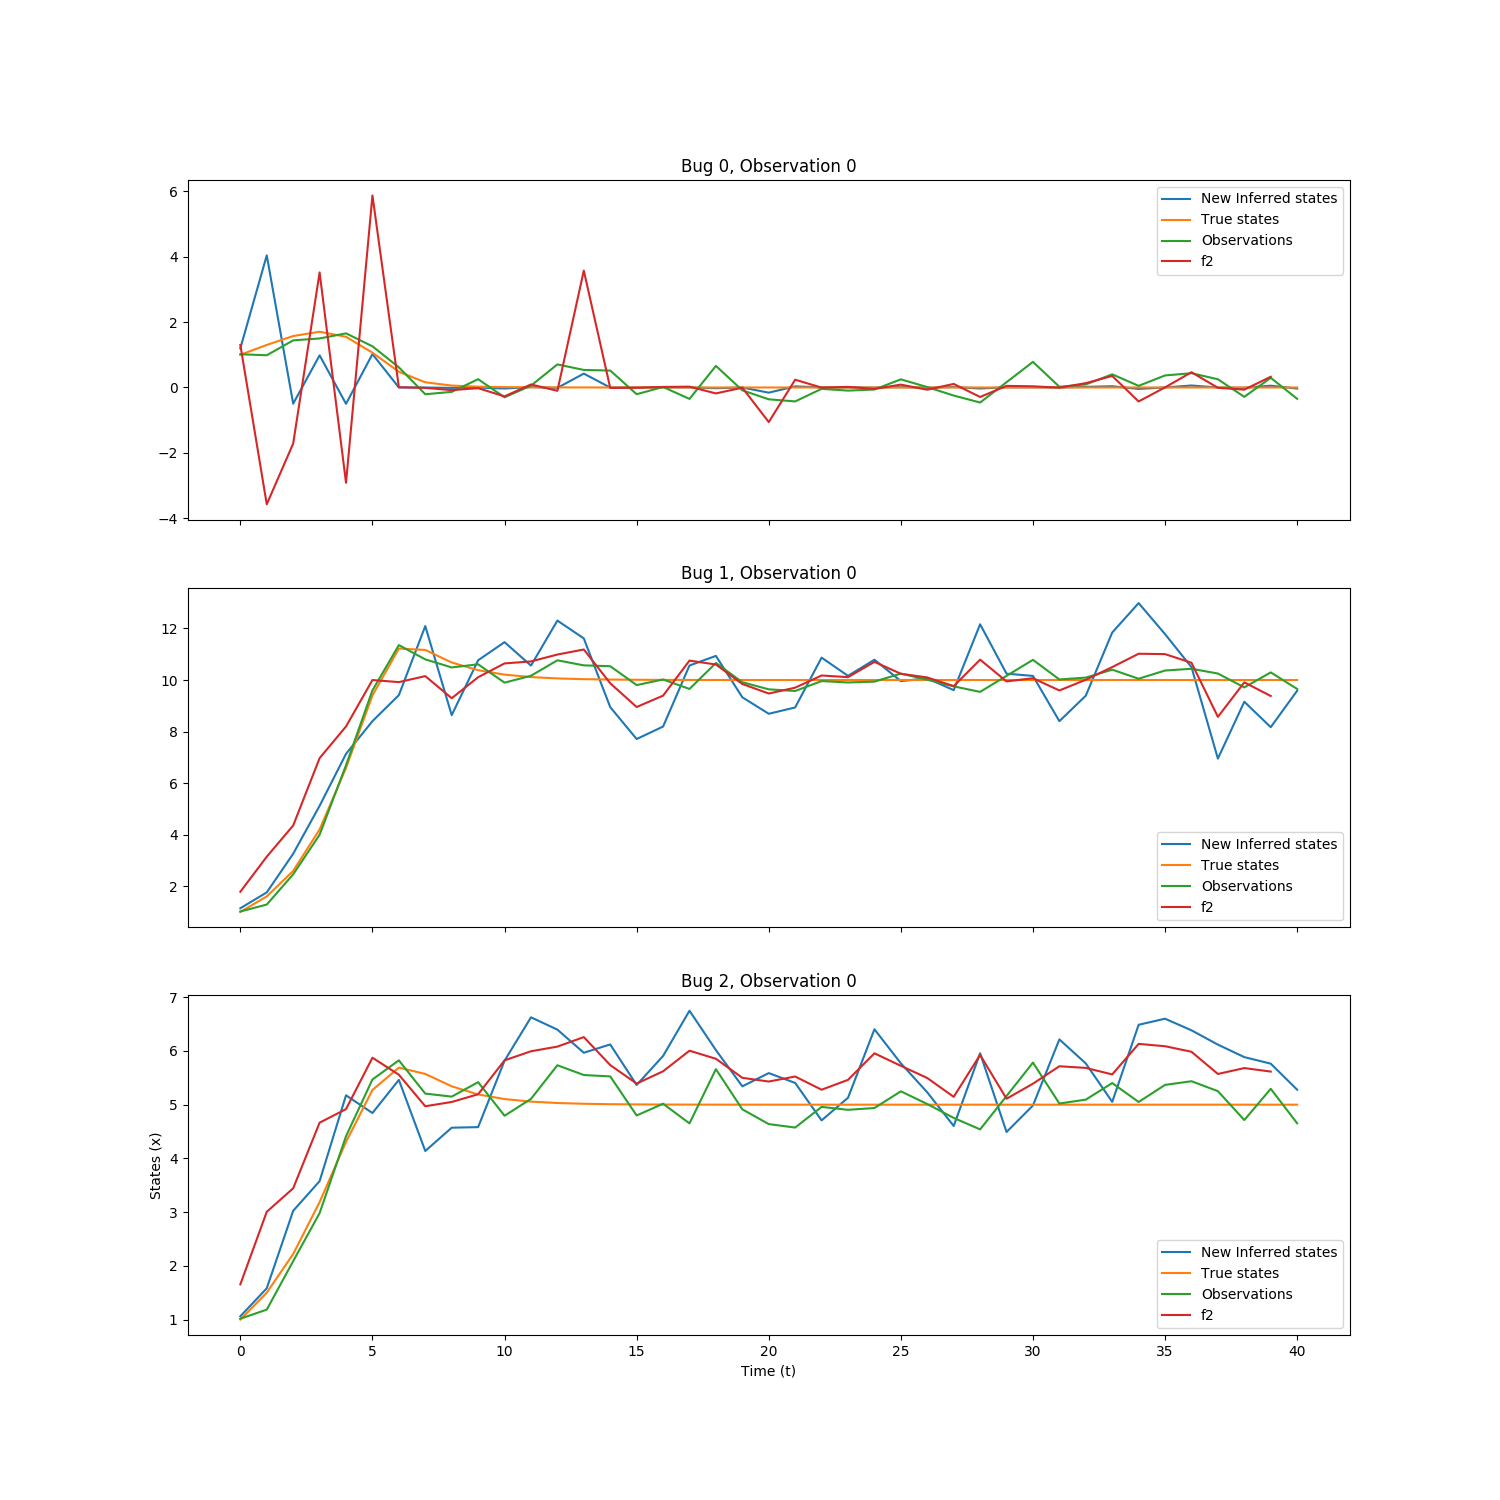 Bug 0, Observation 0
6
4
2
0
−2
−4
New Inferred states
True states
Observations
f2
Bug 1, Observation 0
12
10
8
6
4
2
New Inferred states
True states
Observations
f2
Bug 2, Observation 0
7
6
5
4
3
2
1
States (x)
New Inferred states
True states
Observations
f2
0 5 10 15 20 25 30 35 40
Time (t)